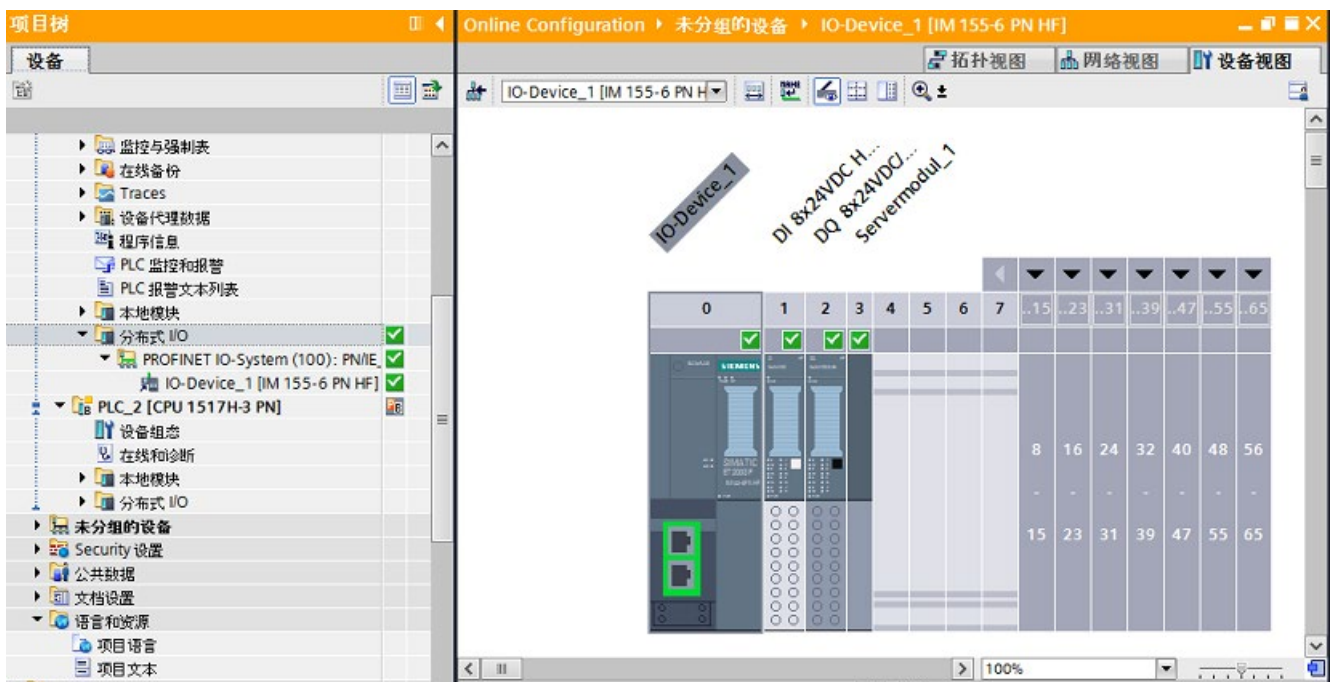 项目树
设备
监控与强制表
在线备份
Traces
设备代理数据
程序信息
PLC 监控和报警
PLC 报警文本列表
本地模块
分布式 I/O
PROFINET IO-System (100): PN/IE_
IO-Device_1 [IM 155-6 PN HF]
PLC_2 [CPU 1517H-3 PN]
设备组态
在线和诊断
本地模块
分布式 I/O
未分组的设备
Security 设置
公共数据
文档设置
语言和资源
项目语言
项目文本
Online Configuration 未分组的设备 IO-Device_1 [IM 155-6 PN HF]
拓扑视图 网络视图 设备视图
IO-Device_1 [IM 155-6 PN H
IO-Device_1
DI 8x24VDC H...
DQ 8x24VDC/...
Servermodul_1
0 1 2 3 4 5 6 7 ..15 ..23 ..31 ..39 ..47 ..55 ..65
SIEMENS
SIMATIC
ET 200SP
8 16 24 32 40 48 56
- - - - - - -
15 23 31 39 47 55 65
100%